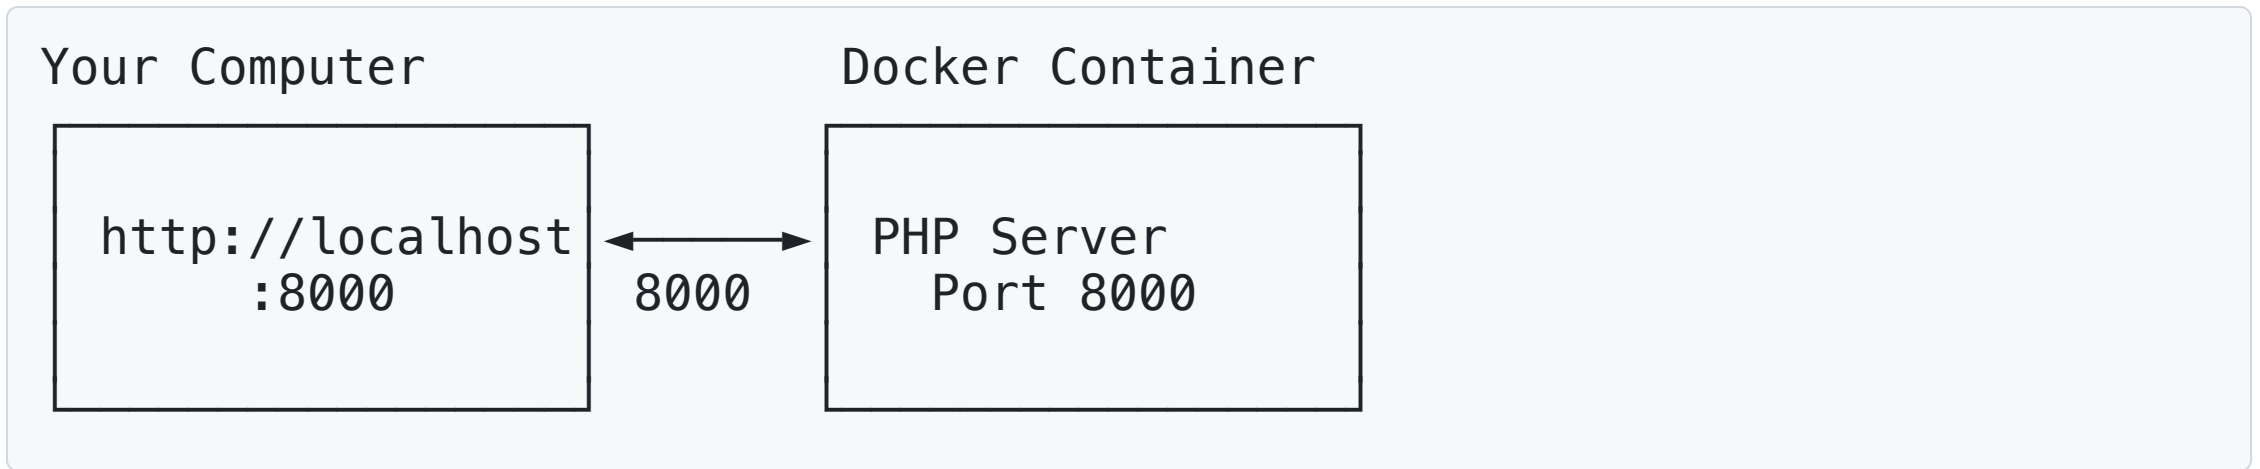 Your Computer Docker Container
http://localhost PHP Server
:8000 8000 Port 8000